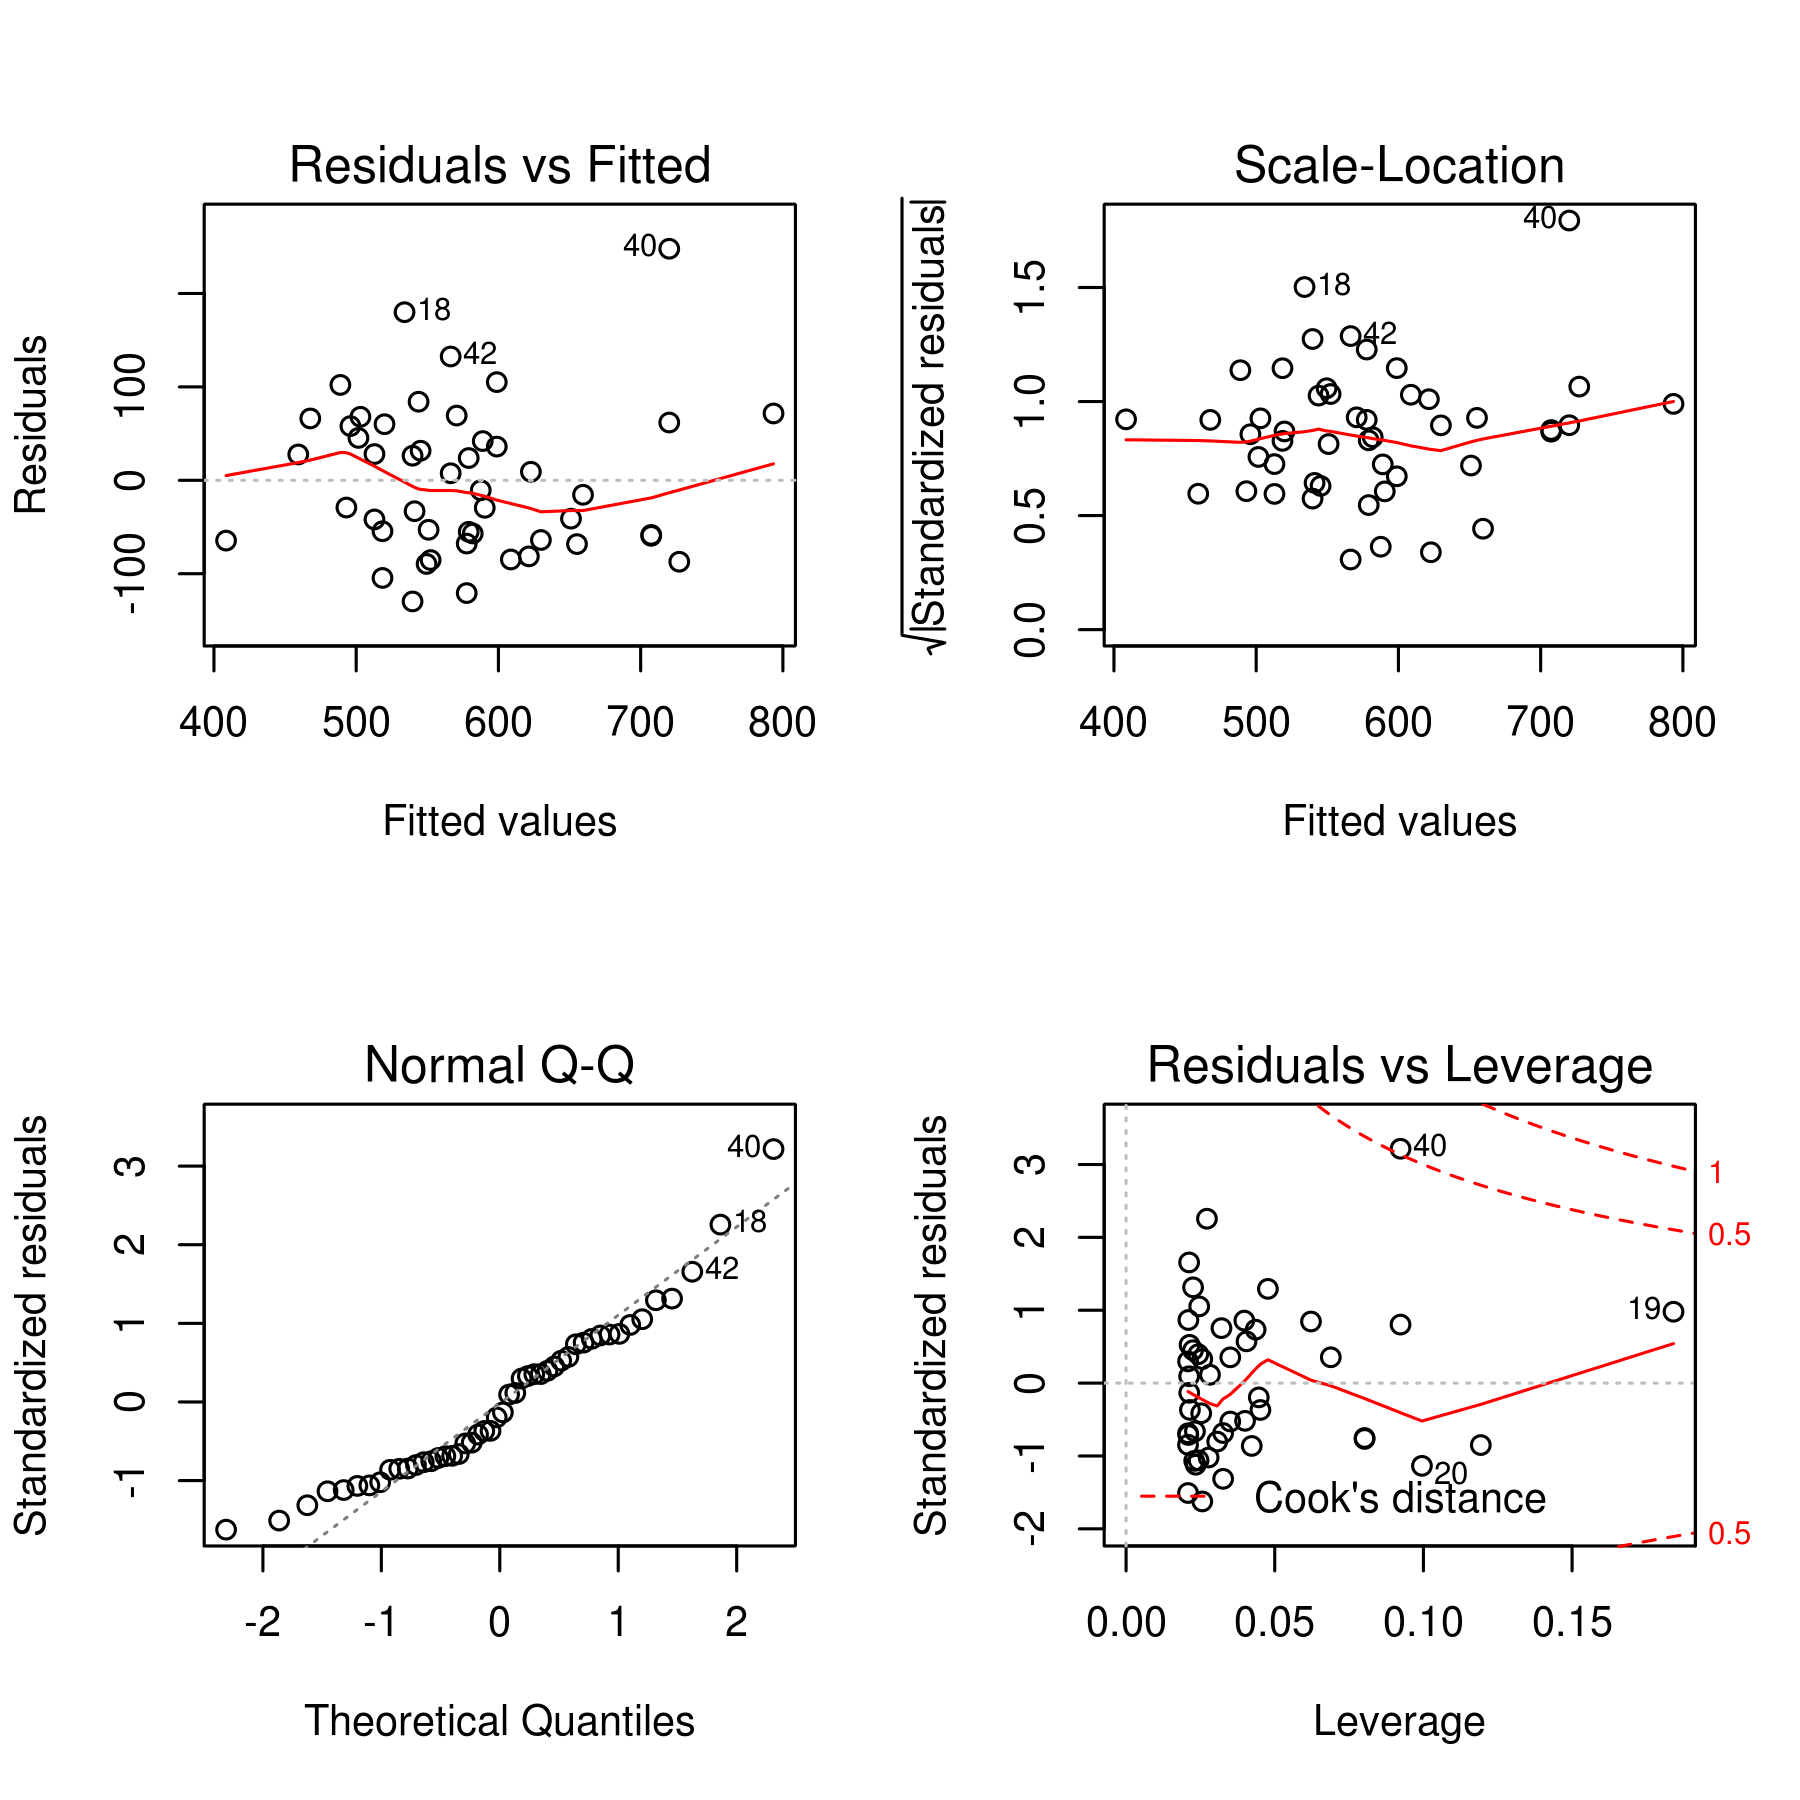 Residuals vs Fitted
Residuals
-100 0 100
40
18
42
400 500 600 700 800
Fitted values
Scale-Location
√|Standardized residuals|
0.0 0.5 1.0 1.5
40
18
42
400 500 600 700 800
Fitted values
Normal Q-Q
Standardized residuals
-1 0 1 2 3
40
18
42
-2 -1 0 1 2
Theoretical Quantiles
Residuals vs Leverage
Standardized residuals
-2 -1 0 1 2 3
40
1
0.5
19
20
Cook's distance
0.5
0.00 0.05 0.10 0.15
Leverage